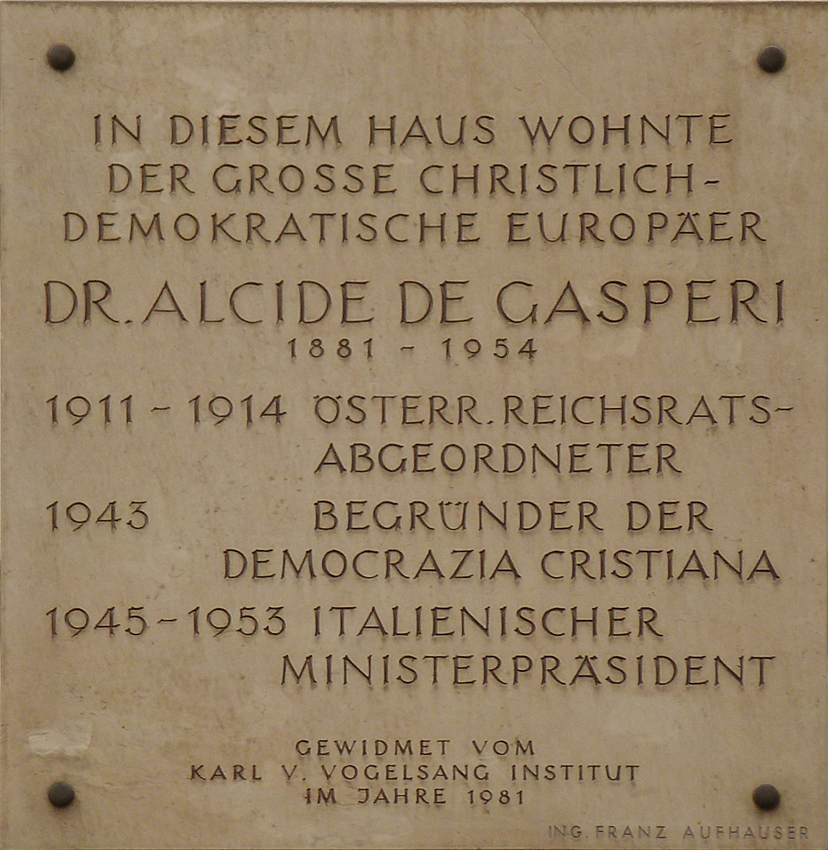 IN DIESEM HAUS WOHNTE
DER GROSSE CHRISTLICH-
DEMOKRATISCHE EUROPÄER
DR. ALCIDE DE GASPERI
1881 - 1954
1911 - 1914 ÖSTERR. REICHSRATS-
ABGEORDNETER
1943 BEGRÜNDER DER
DEMOCRAZIA CRISTIANA
1945 - 1953 ITALIENISCHER
MINISTERPRÄSIDENT
GEWIDMET VOM
KARL V. VOGELSANG INSTITUT
IM JAHRE 1981
ING. FRANZ AUFHAUSER